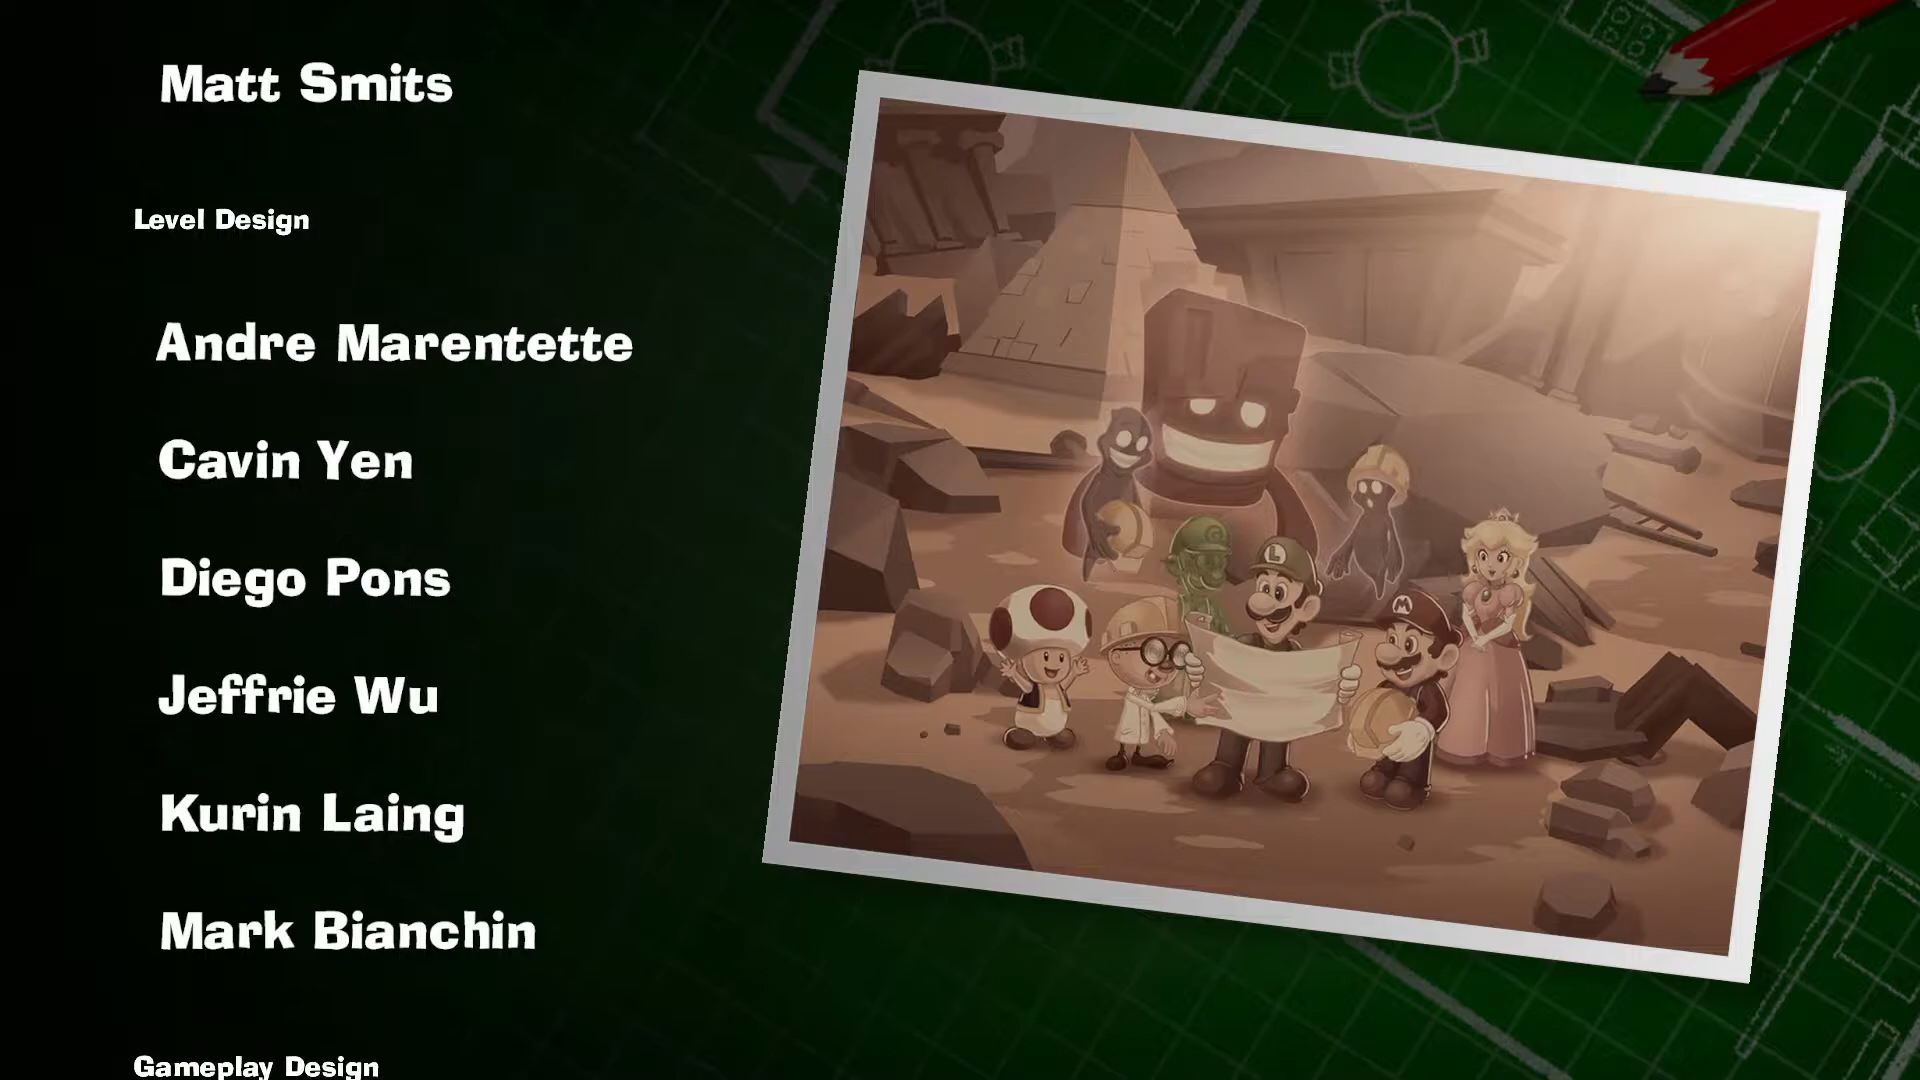 Matt Smits
Level Design
Andre Marentette
Cavin Yen
Diego Pons
Jeffrie Wu
Kurin Laing
Mark Bianchin
Gameplay Design
L
M